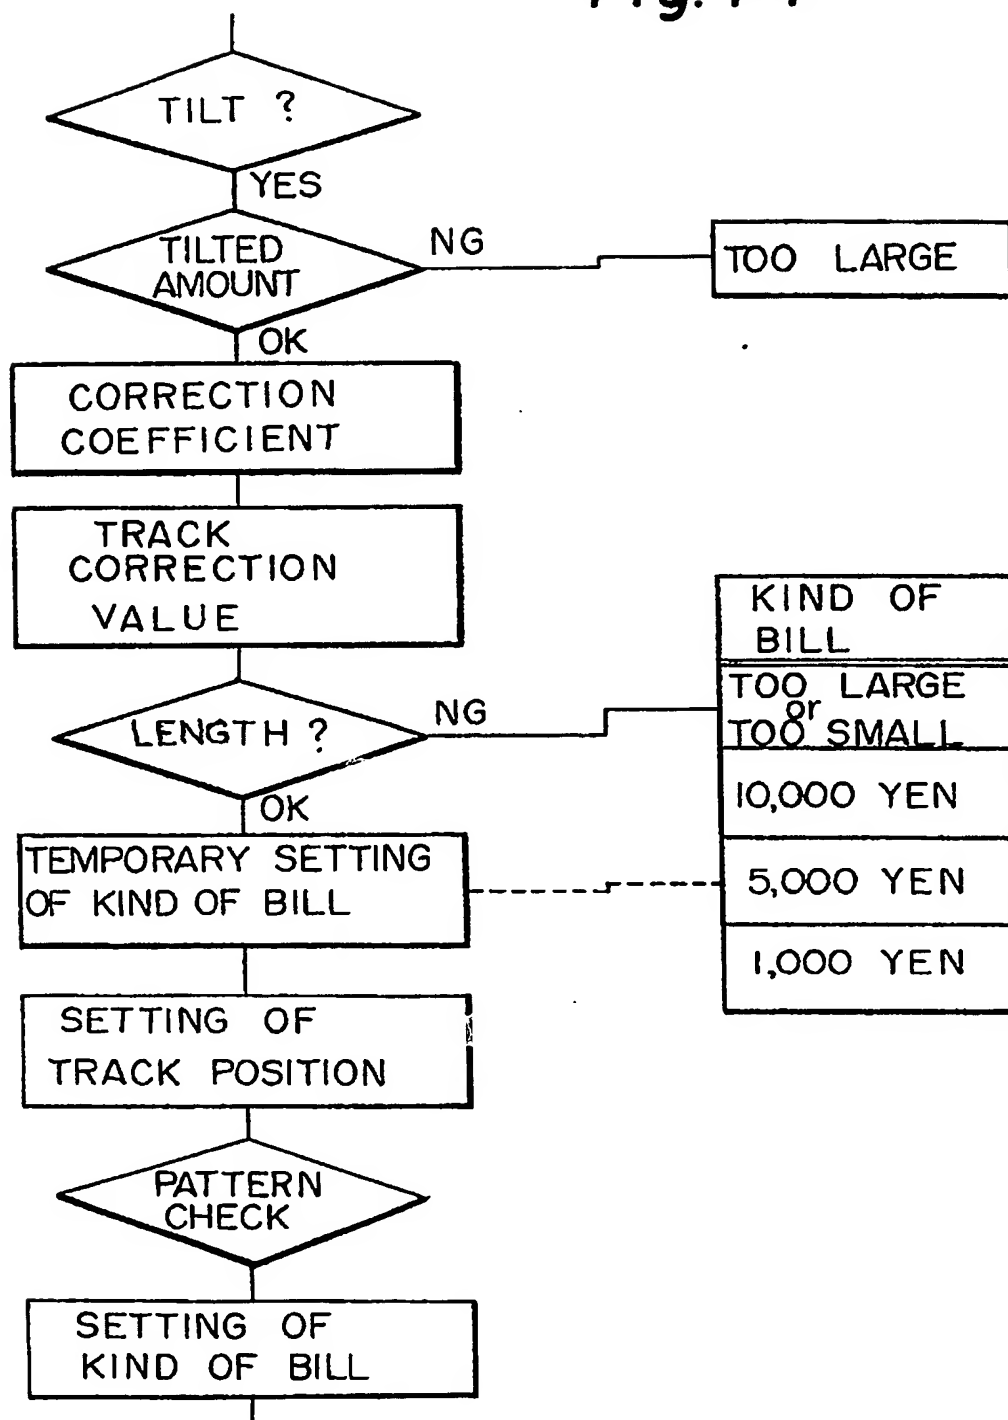 TILT ?
YES
TILTED
AMOUNT
NG
TOO LARGE
OK
CORRECTION
COEFFICIENT
TRACK
CORRECTION
VALUE
LENGTH ?
NG
KIND OF
BILL
TOO LARGE
or
TOO SMALL
10,000 YEN
5,000 YEN
1,000 YEN
OK
TEMPORARY SETTING
OF KIND OF BILL
SETTING OF
TRACK POSITION
PATTERN
CHECK
SETTING OF
KIND OF BILL